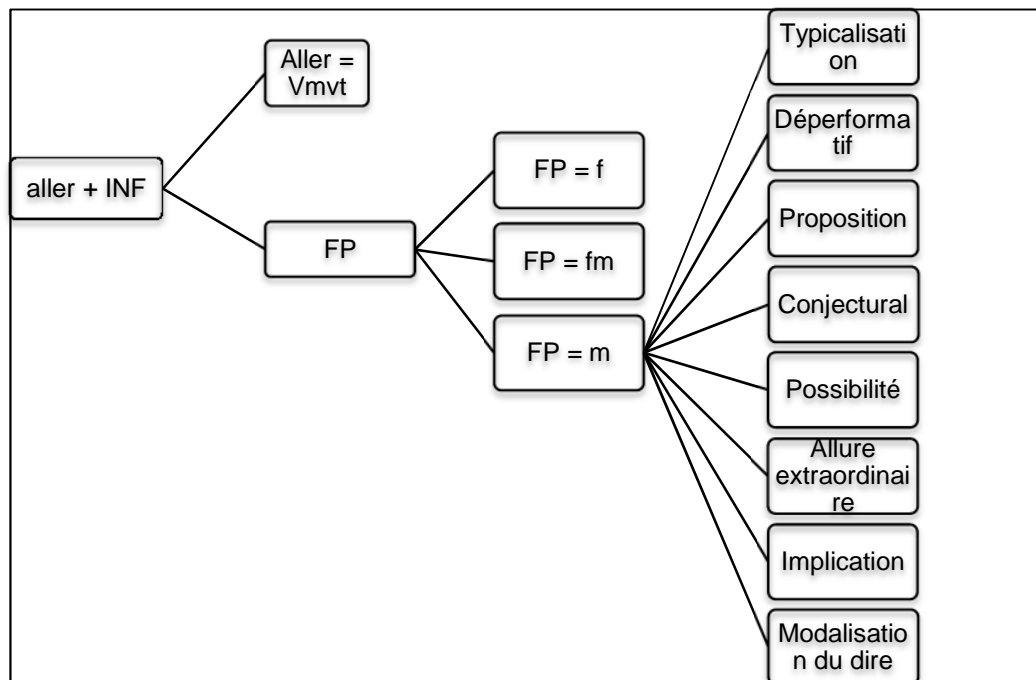 aller + INF
Aller =
Vmvt
FP
FP = f
FP = fm
FP = m
Typicalisati
on
Déperforma
tif
Proposition
Conjectural
Possibilité
Allure
extraordinai
re
Implication
Modalisatio
n du dire